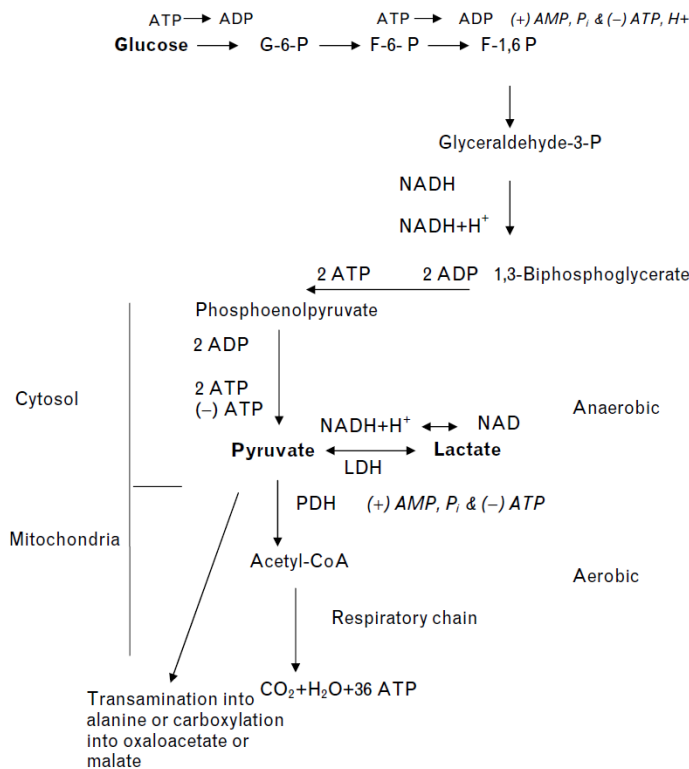 ATP → ADP ATP → ADP (+) AMP, Pi & (−) ATP, H+
Glucose → G-6-P → F-6- P → F-1,6 P
Glyceraldehyde-3-P
NADH
NADH+H+
2 ATP 2 ADP 1,3-Biphosphoglycerate
Phosphoenolpyruvate
2 ADP
Cytosol
2 ATP
(−) ATP
Anaerobic
NADH+H+ ↔ NAD
Pyruvate ↔ Lactate
LDH
PDH (+) AMP, Pi & (−) ATP
Mitochondria
Acetyl-CoA
Aerobic
Respiratory chain
CO2+H2O+36 ATP
Transamination into
alanine or carboxylation
into oxaloacetate or
malate